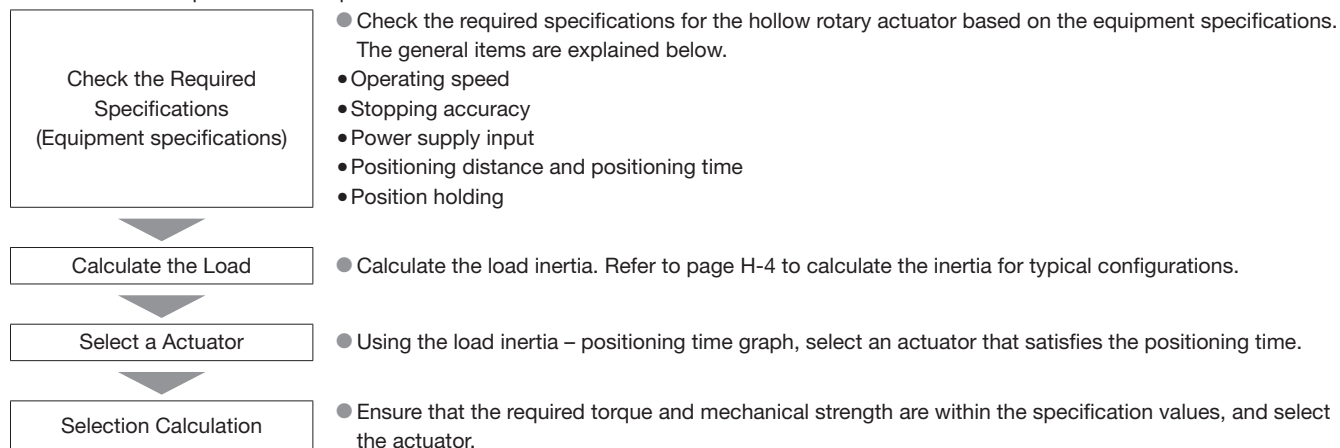 Check the Required
Specifications
(Equipment specifications)
● Check the required specifications for the hollow rotary actuator based on the equipment specifications.
The general items are explained below.
• Operating speed
• Stopping accuracy
• Power supply input
• Positioning distance and positioning time
• Position holding
Calculate the Load
● Calculate the load inertia. Refer to page H-4 to calculate the inertia for typical configurations.
Select a Actuator
● Using the load inertia – positioning time graph, select an actuator that satisfies the positioning time.
Selection Calculation
● Ensure that the required torque and mechanical strength are within the specification values, and select
the actuator.